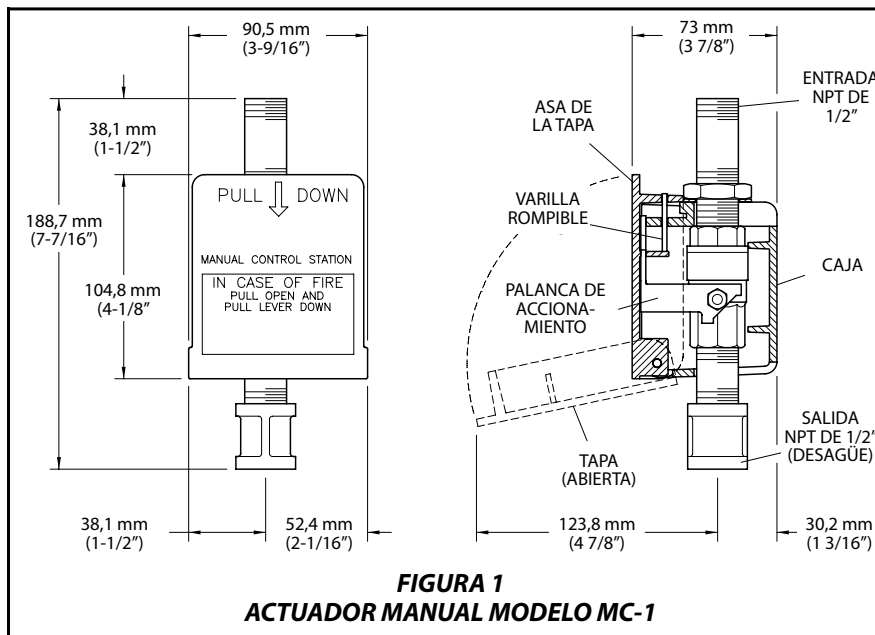 90,5 mm
(3-9/16”)
73 mm
(3 7/8”)
38,1 mm
(1-1/2”)
188,7 mm
(7-7/16”)
104,8 mm
(4-1/8”
PULL DOWN
MANUAL CONTROL STATION
IN CASE OF FIRE
PULL OPEN AND
PULL LEVER DOWN
38,1 mm
(1-1/2”)
52,4 mm
(2-1/16”)
ENTRADA
NPT DE
1/2”
ASA DE
LA TAPA
VARILLA
ROMPIBLE
CAJA
PALANCA DE
ACCIONA-
MIENTO
SALIDA
NPT DE 1/2”
(DESAGÜE)
TAPA
(ABIERTA)
123,8 mm
(4 7/8”)
30,2 mm
(1 3/16”)
FIGURA 1
ACTUADOR MANUAL MODELO MC-1